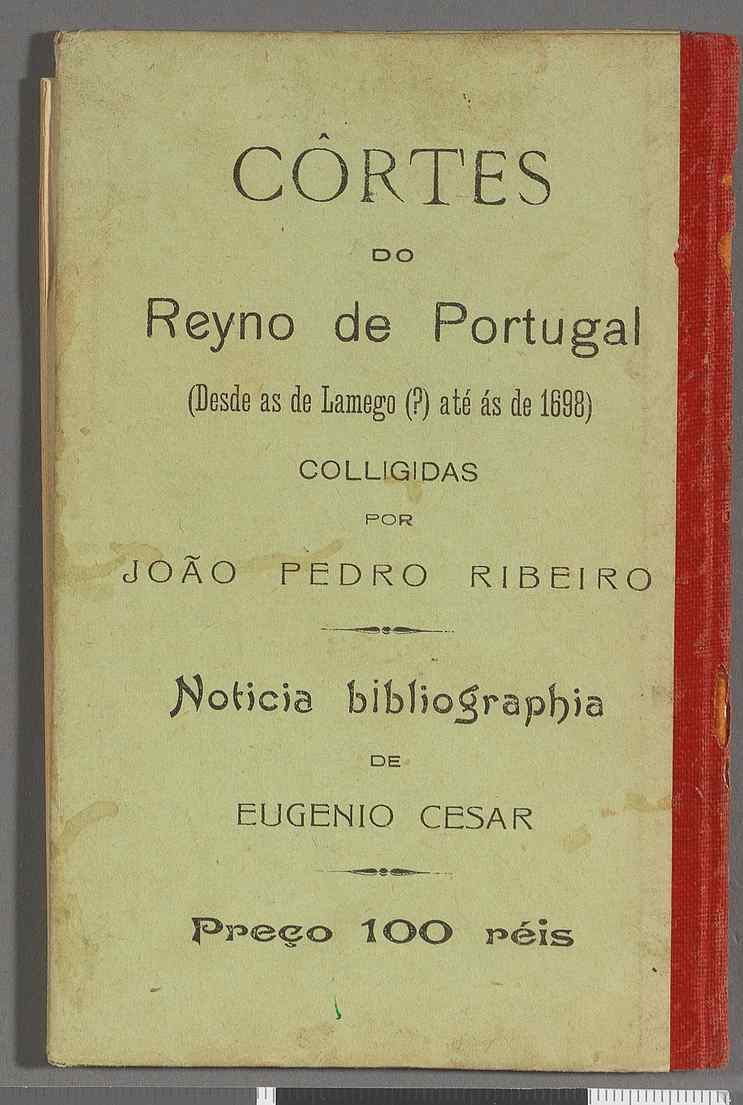 CÔRTES
DO
Reyno de Portugal
(Desde as de Lamego (?) até ás de 1698)
COLLIGIDAS
POR
JOÃO PEDRO RIBEIRO
Noticia bibliographia
DE
EUGENIO CESAR
Preço 100 réis